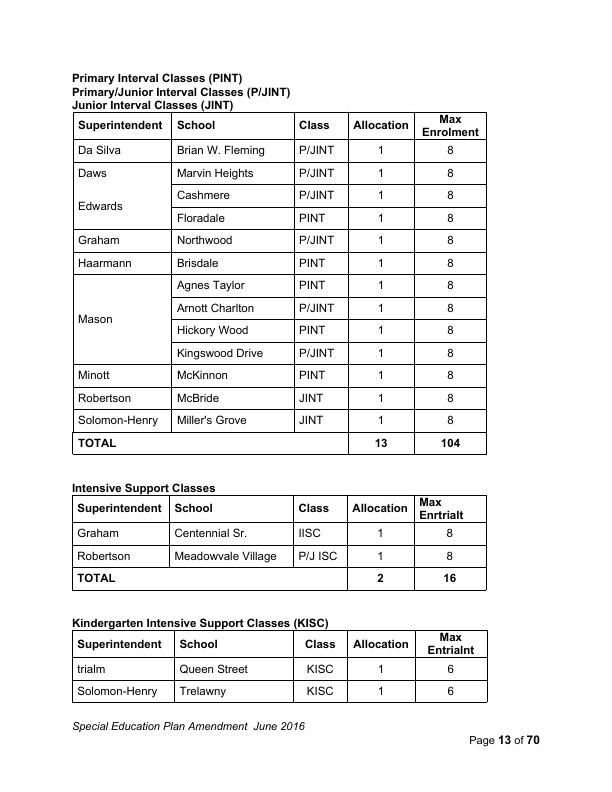 Primary Interval Classes (PINT)
Primary/Junior Interval Classes (P/JINT)
Junior Interval Classes (JINT)
Superintendent School Class Allocation Max Enrolment
Da Silva Brian W. Fleming P/JINT 1 8
Daws Marvin Heights P/JINT 1 8
Edwards Cashmere P/JINT 1 8
Floradale PINT 1 8
Graham Northwood P/JINT 1 8
Haarmann Brisdale PINT 1 8
Mason Agnes Taylor PINT 1 8
Arnott Charlton P/JINT 1 8
Hickory Wood PINT 1 8
Kingswood Drive P/JINT 1 8
Minott McKinnon PINT 1 8
Robertson McBride JINT 1 8
Solomon-Henry Miller's Grove JINT 1 8
TOTAL 13 104
Intensive Support Classes
Superintendent School Class Allocation Max Enrtrialt
Graham Centennial Sr. IISC 1 8
Robertson Meadowvale Village P/J ISC 1 8
TOTAL 2 16
Kindergarten Intensive Support Classes (KISC)
Superintendent School Class Allocation Max Entrialnt
trialm Queen Street KISC 1 6
Solomon-Henry Trelawny KISC 1 6
Special Education Plan Amendment June 2016
Page 13 of 70